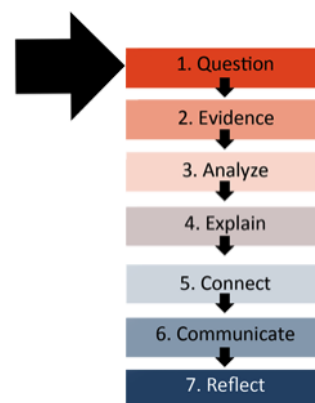 1. Question
2. Evidence
3. Analyze
4. Explain
5. Connect
6. Communicate
7. Reflect